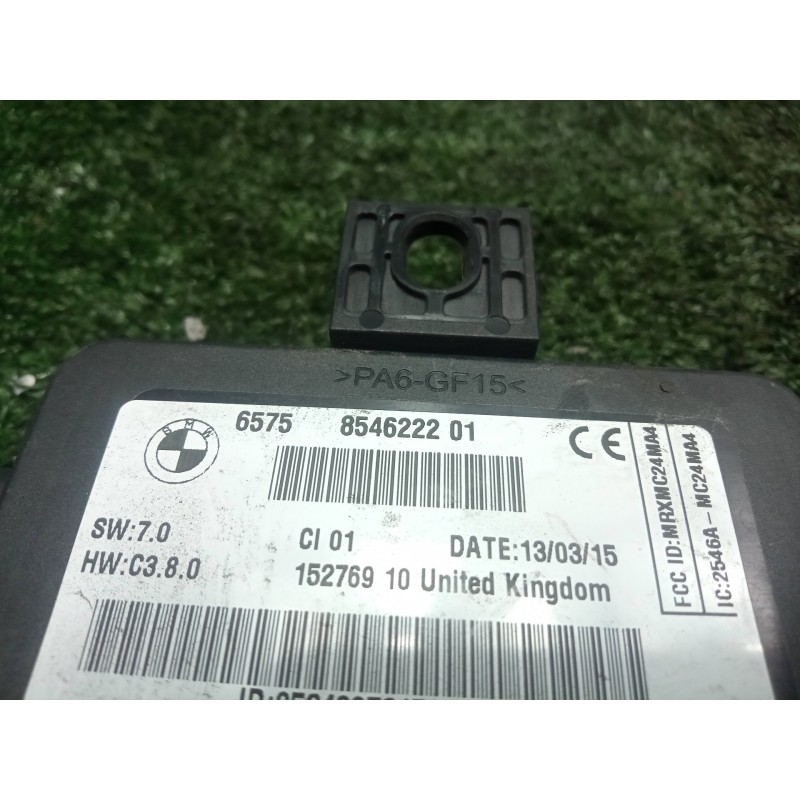 >PA6-GF15<
BMW
6575 8546222 01
SW:7.0
HW:C3.8.0
CI 01 DATE:13/03/15
152769 10 United Kingdom
FCC ID:MRXMC24MA4
IC:2546A-MC24MA4